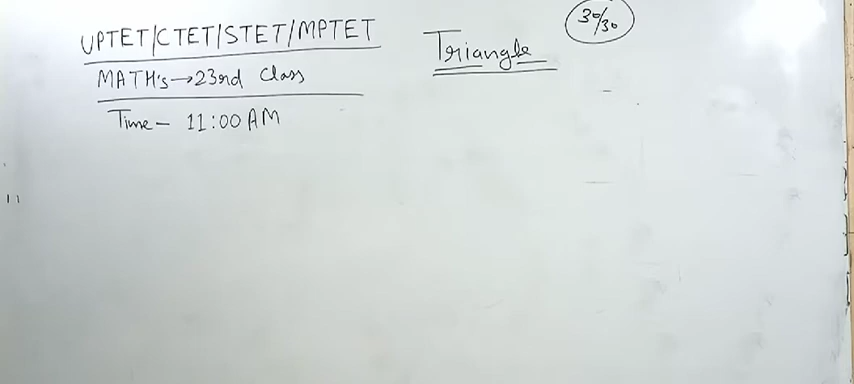 UPTET/CTET/STET/MPTET
MATH's→23rd Class
Time - 11:00 AM
Triangle
30/30